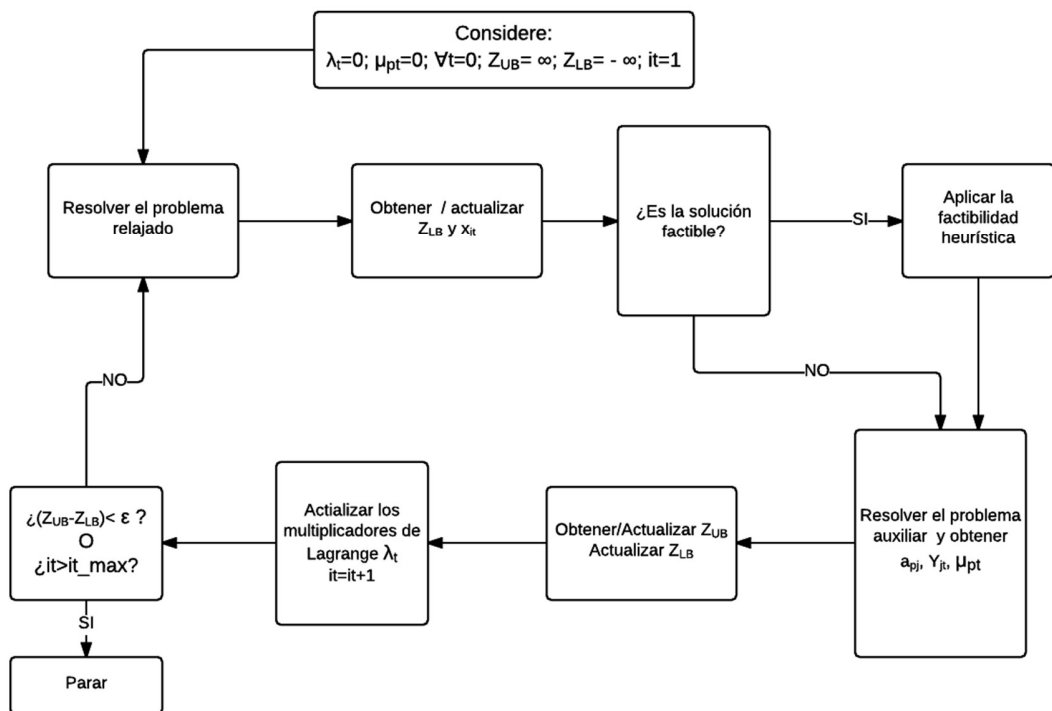 Considere:
λt=0; μpt=0; ∀t=0; ZUB= ∞; ZLB= - ∞; it=1
Resolver el problema
relajado
Obtener / actualizar
ZLB y xit
¿Es la solución
factible?
SI
Aplicar la
factibilidad
heurística
NO
NO
Resolver el problema
auxiliar y obtener
apj, Yjt, μpt
Obtener/Actualizar ZUB
Actualizar ZLB
Actializar los
multiplicadores de
Lagrange λt
it=it+1
¿(ZUB-ZLB)< ε ?
O
¿it>it_max?
SI
Parar